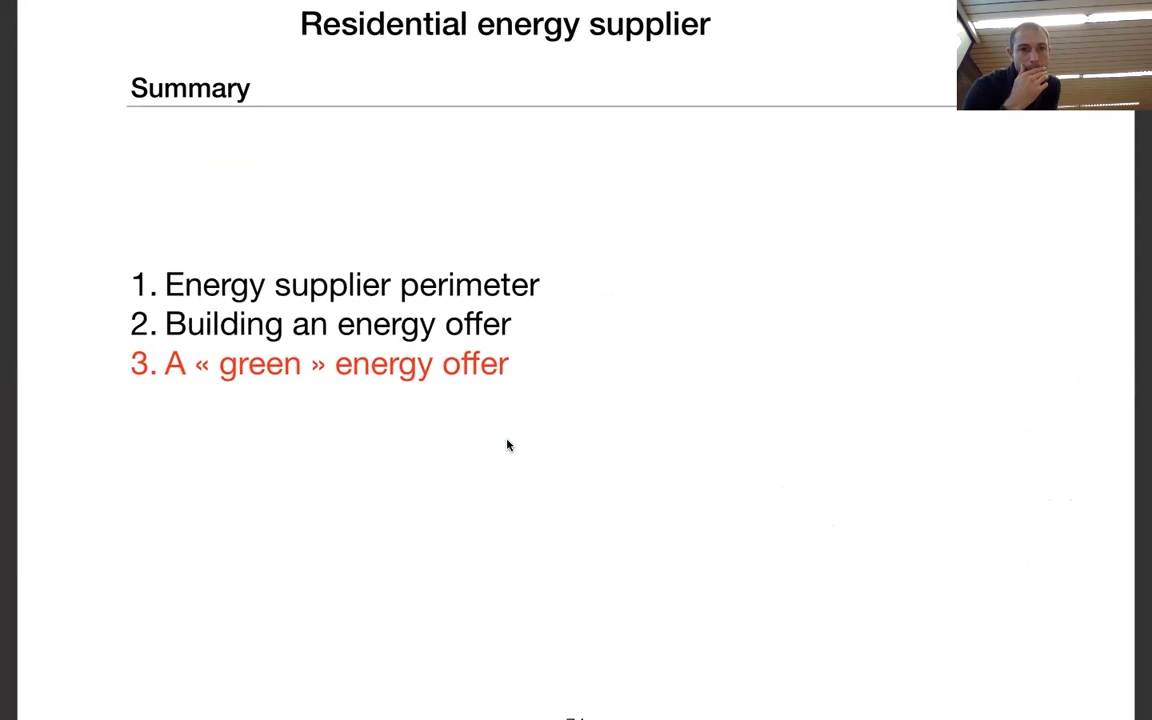 Residential energy supplier
Summary
1. Energy supplier perimeter
2. Building an energy offer
3. A « green » energy offer